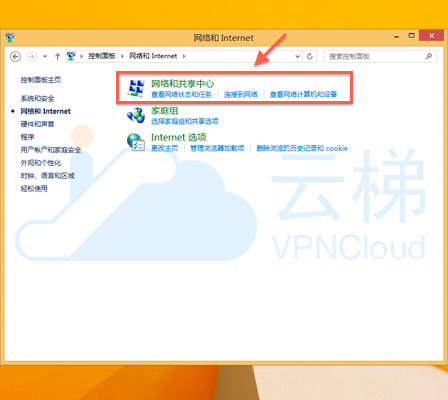 网络和 Internet
控制面板 网络和 Internet
搜索控制面板
控制面板主页
系统和安全
网络和 Internet
硬件和声音
程序
用户帐户和家庭安全
外观和个性化
时钟、语言和区域
轻松使用
网络和共享中心
查看网络状态和任务 连接到网络 查看网络计算机和设备
家庭组
选择家庭组和共享选项
Internet 选项
更改主页 管理浏览器加载项 删除浏览的历史记录和 cookie
云梯
VPNCloud